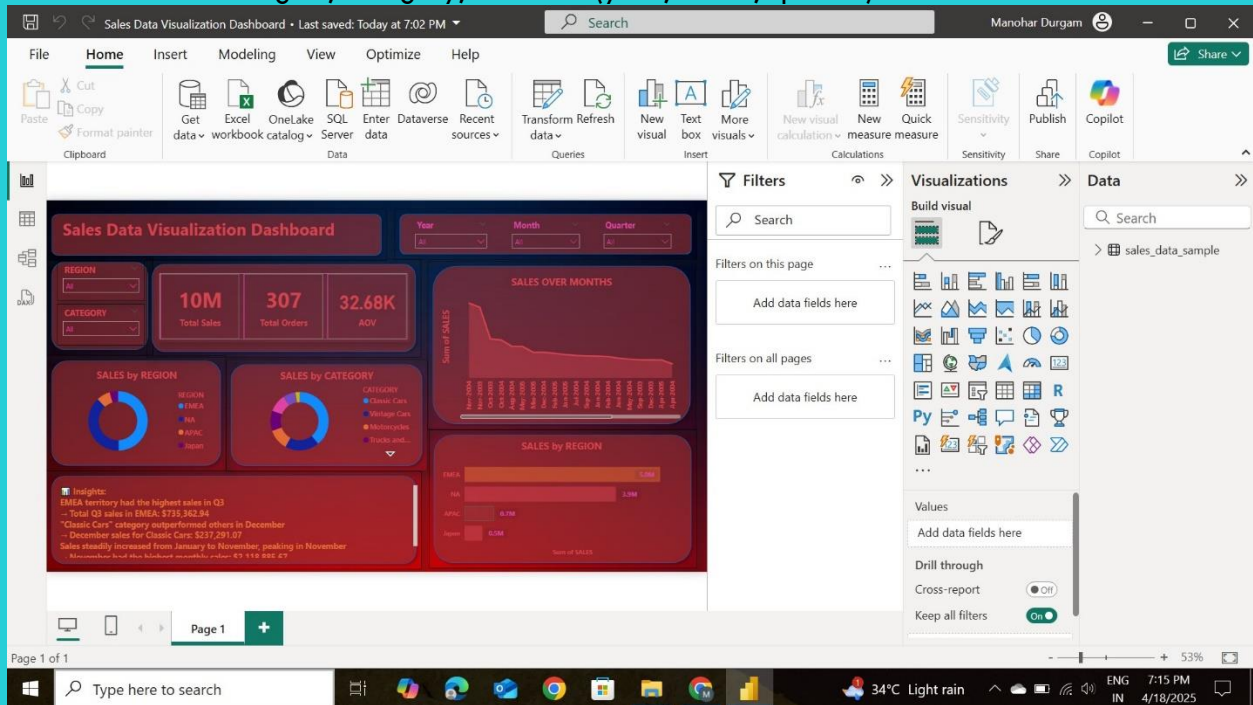 Sales Data Visualization Dashboard • Last saved: Today at 7:02 PM
Search
Manohar Durgam
File Home Insert Modeling View Optimize Help
Share
Paste
Cut
Copy
Format painter
Clipboard
Get data
Excel workbook
OneLake catalog
SQL Server
Enter data
Dataverse
Recent sources
Data
Transform data
Refresh
Queries
New visual
Text box
More visuals
Insert
New visual calculation
New measure
Quick measure
Calculations
Sensitivity
Sensitivity
Publish
Share
Copilot
Copilot
Sales Data Visualization Dashboard
Year
All
Month
All
Quarter
All
REGION
All
CATEGORY
All
10M
Total Sales
307
Total Orders
32.68K
AOV
SALES OVER MONTHS
Sum of SALES
SALES by REGION
REGION
EMEA
NA
APAC
Japan
SALES by CATEGORY
CATEGORY
Classic Cars
Vintage Cars
Motorcycles
Trucks and...
SALES by REGION
EMEA
NA 3.9M
APAC 0.7M
Japan 0.5M
Sum of SALES
Insights:
EMEA territory had the highest sales in Q3
→ Total Q3 sales in EMEA: $735,362.94
"Classic Cars" category outperformed others in December
→ December sales for Classic Cars: $237,291.07
Sales steadily increased from January to November, peaking in November
Filters
Search
Filters on this page ...
Add data fields here
Filters on all pages ...
Add data fields here
Visualizations
Build visual
123
R
Py
...
Values
Add data fields here
Drill through
Cross-report Off
Keep all filters On
Data
Search
sales_data_sample
Page 1
Page 1 of 1
- + 53%
Type here to search
34°C Light rain
ENG
IN
7:15 PM
4/18/2025